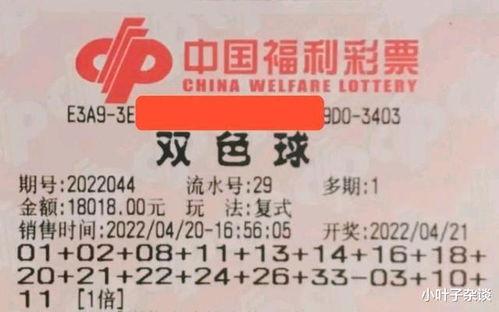 中国福利彩票
CHINA WELFARE LOTTERY
E3A9-3E 9D0-3403
双色球
期号:2022044 流水号:29 多期:1
金额:18018.00元 玩 法:复式
销售时间:2022/04/20-16:56:05 开奖:2022/04/21
01+02+08+11+13+14+16+18+
20+21+22+24+26+33-03+10+
11 [1倍]
小叶子杂谈